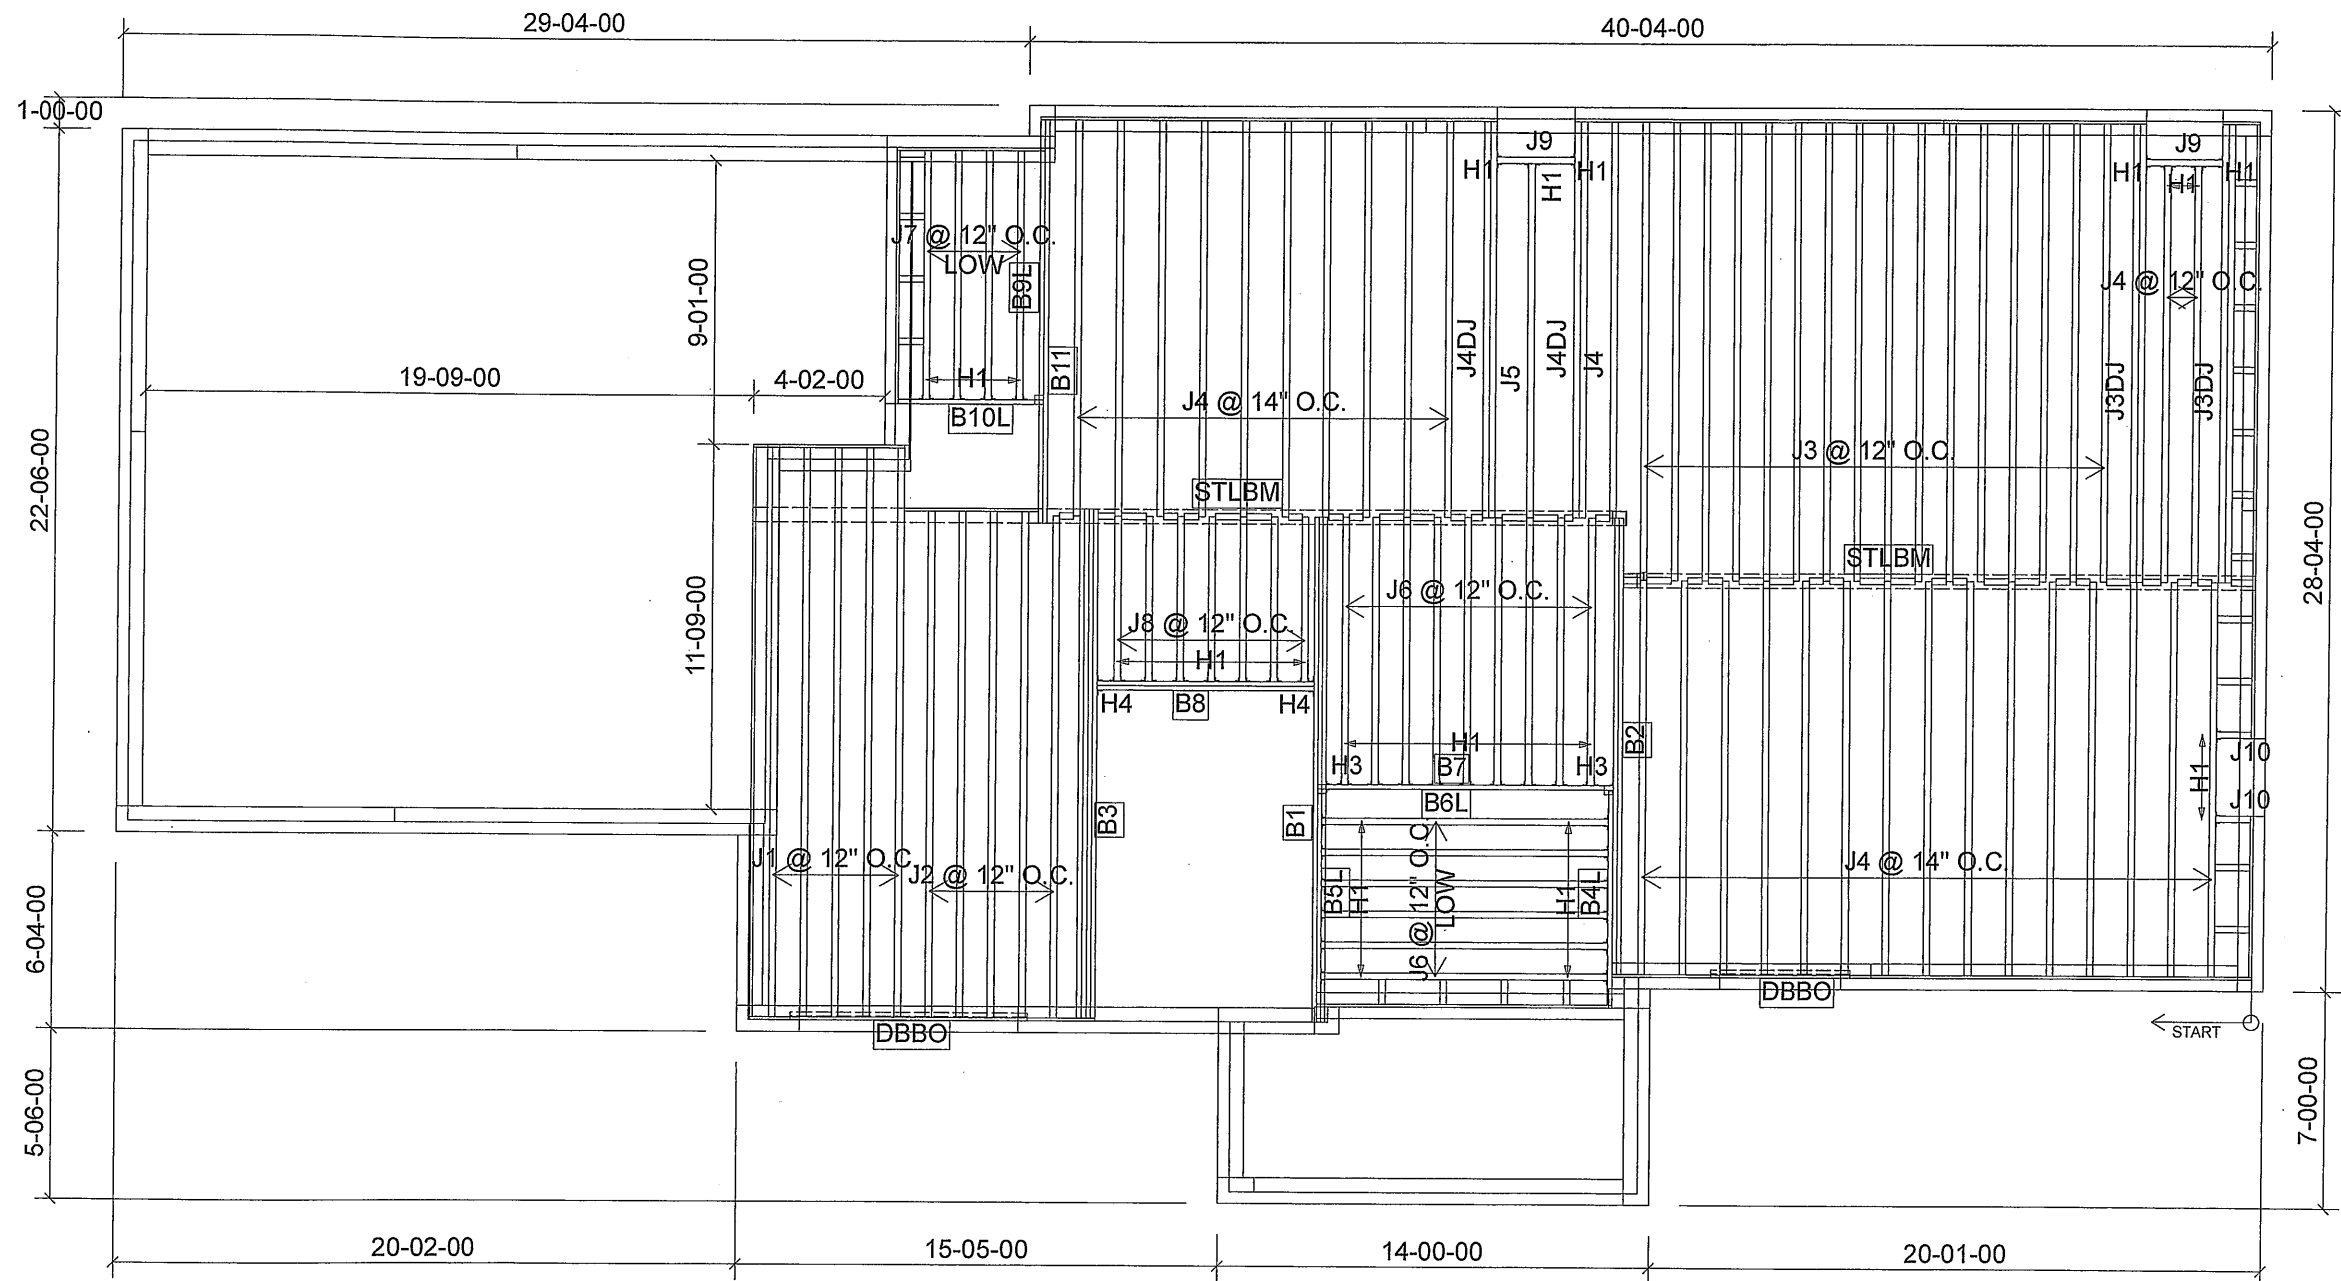 29-04-00
40-04-00
1-00-00
J9
J9
H1
H1
H1
H1
H1
H1
J7 @ 12" O.C.
LOW
B9L
9-01-00
J4 @ 12" O.C.
19-09-00
4-02-00
H1
B11
J4DJ
J5
J4DJ
J4
J3DJ
J3DJ
B10L
J4 @ 14" O.C.
J3 @ 12" O.C.
22-06-00
28-04-00
STLBM
STLBM
11-09-00
J8 @ 12" O.C.
H1
J6 @ 12" O.C.
H4
B8
H4
H1
H3
B7
H3
B2
J10
H1
J10
B6L
B3
B1
J1 @ 12" O.C.
J2 @ 12" O.C.
B5L
H1
J6 @ 12" O.C.
LOW
H1
B4L
J4 @ 14" O.C.
6-04-00
DBBO
DBBO
START
5-06-00
7-00-00
20-02-00
15-05-00
14-00-00
20-01-00